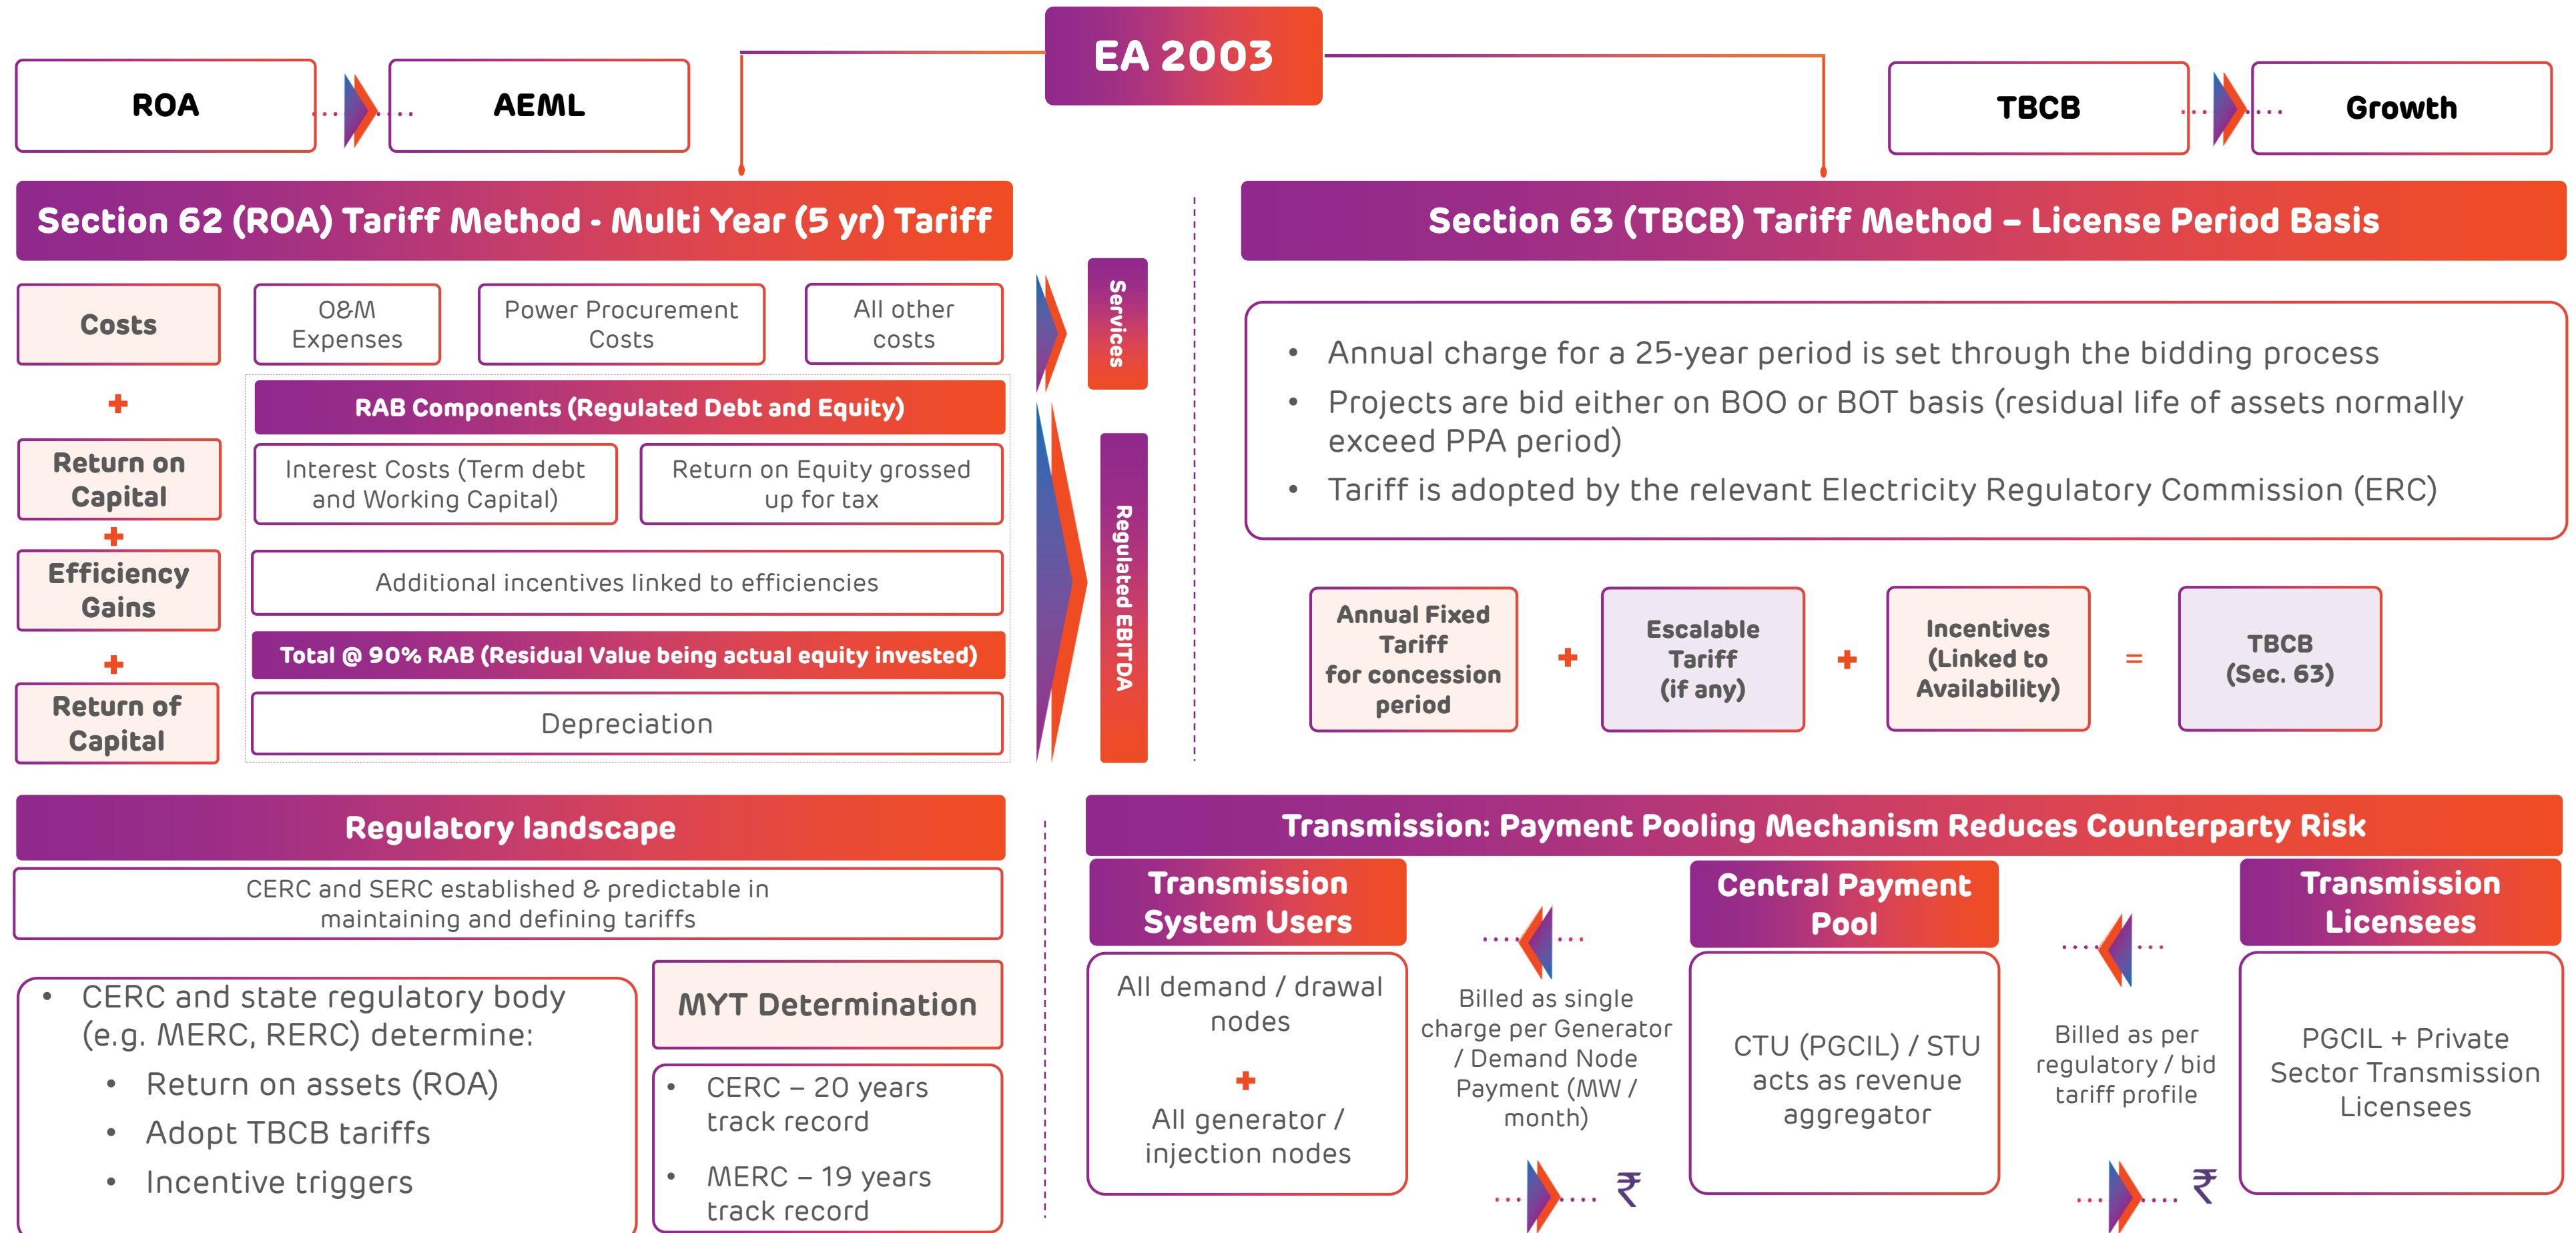 EA 2003
ROA
AEML
TBCB
Growth
Section 62 (ROA) Tariff Method - Multi Year (5 yr) Tariff
Costs
O&M
Expenses
Power Procurement
Costs
All other
costs
+
RAB Components (Regulated Debt and Equity)
Return on
Capital
Interest Costs (Term debt
and Working Capital)
Return on Equity grossed
up for tax
+
Efficiency
Gains
Additional incentives linked to efficiencies
+
Total @ 90% RAB (Residual Value being actual equity invested)
Return of
Capital
Depreciation
Services
Regulated EBITDA
Section 63 (TBCB) Tariff Method – License Period Basis
• Annual charge for a 25-year period is set through the bidding process
• Projects are bid either on BOO or BOT basis (residual life of assets normally
exceed PPA period)
• Tariff is adopted by the relevant Electricity Regulatory Commission (ERC)
Annual Fixed
Tariff
for concession
period
+
Escalable
Tariff
(if any)
+
Incentives
(Linked to
Availability)
=
TBCB
(Sec. 63)
Regulatory landscape
CERC and SERC established & predictable in
maintaining and defining tariffs
• CERC and state regulatory body
(e.g. MERC, RERC) determine:
• Return on assets (ROA)
• Adopt TBCB tariffs
• Incentive triggers
MYT Determination
• CERC – 20 years
track record
• MERC – 19 years
track record
Transmission: Payment Pooling Mechanism Reduces Counterparty Risk
Transmission
System Users
All demand / drawal
nodes
+
All generator /
injection nodes
Billed as single
charge per Generator
/ Demand Node
Payment (MW /
month)
₹
Central Payment
Pool
CTU (PGCIL) / STU
acts as revenue
aggregator
Billed as per
regulatory / bid
tariff profile
₹
Transmission
Licensees
PGCIL + Private
Sector Transmission
Licensees